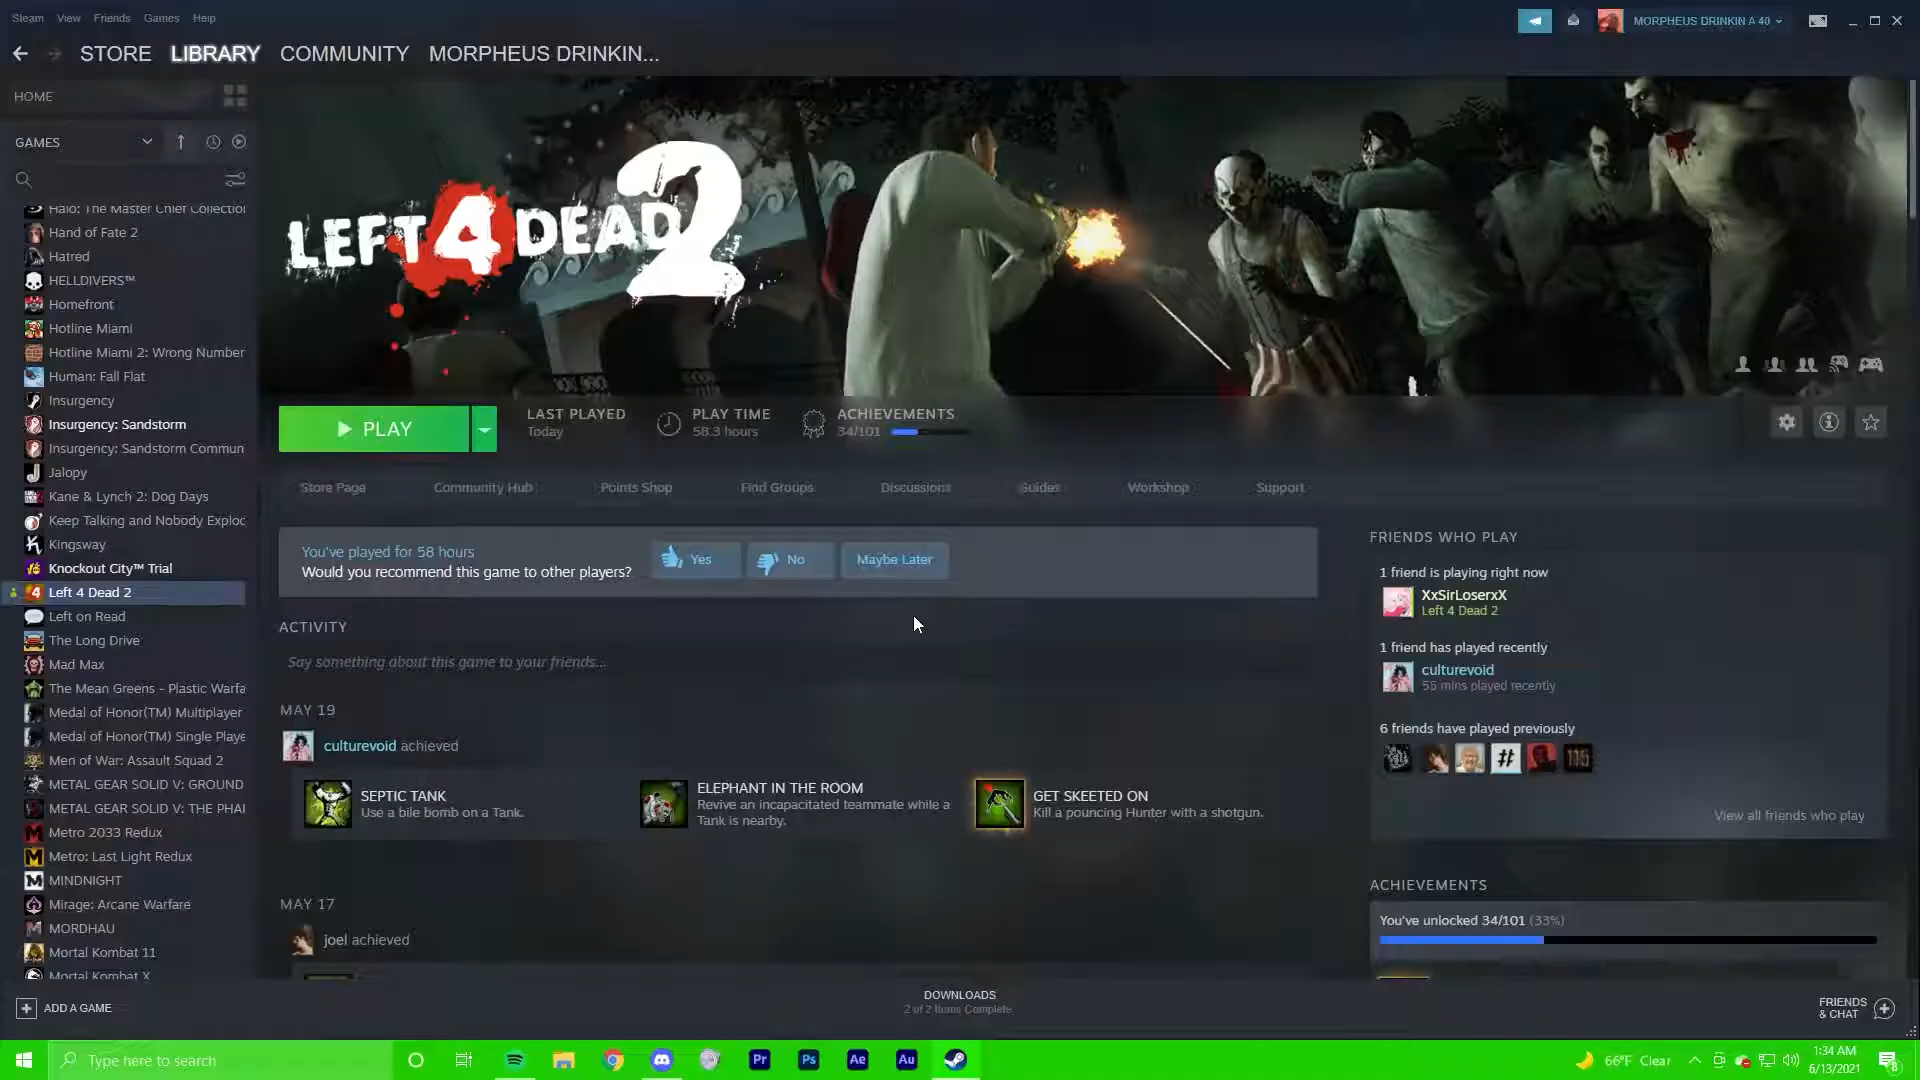 Steam View Friends Games Help
MORPHEUS DRINKIN A 40
STORE LIBRARY COMMUNITY MORPHEUS DRINKIN...
HOME
GAMES
Halo: The Master Chief Collection
Hand of Fate 2
Hatred
HELLDIVERS™
Homefront
Hotline Miami
Hotline Miami 2: Wrong Number
Human: Fall Flat
Insurgency
Insurgency: Sandstorm
Insurgency: Sandstorm Commun
Jalopy
Kane & Lynch 2: Dog Days
Keep Talking and Nobody Exploc
Kingsway
Knockout City™ Trial
Left 4 Dead 2
Left on Read
The Long Drive
Mad Max
The Mean Greens - Plastic Warfa
Medal of Honor(TM) Multiplayer
Medal of Honor(TM) Single Playe
Men of War: Assault Squad 2
METAL GEAR SOLID V: GROUND
METAL GEAR SOLID V: THE PHAI
Metro 2033 Redux
Metro: Last Light Redux
MINDNIGHT
Mirage: Arcane Warfare
MORDHAU
Mortal Kombat 11
Mortal Kombat X
ADD A GAME
LEFT 4 DEAD 2
PLAY
LAST PLAYED
Today
PLAY TIME
58.3 hours
ACHIEVEMENTS
34/101
Store Page Community Hub Points Shop Find Groups Discussions Guides Workshop Support
You've played for 58 hours
Would you recommend this game to other players?
Yes No Maybe Later
ACTIVITY
Say something about this game to your friends...
MAY 19
culturevoid achieved
SEPTIC TANK
Use a bile bomb on a Tank.
ELEPHANT IN THE ROOM
Revive an incapacitated teammate while a
Tank is nearby.
GET SKEETED ON
Kill a pouncing Hunter with a shotgun.
MAY 17
joel achieved
FRIENDS WHO PLAY
1 friend is playing right now
XxSirLoserxX
Left 4 Dead 2
1 friend has played recently
culturevoid
55 mins played recently
6 friends have played previously
#
115
View all friends who play
ACHIEVEMENTS
You've unlocked 34/101 (33%)
DOWNLOADS
2 of 2 Items Complete
FRIENDS
& CHAT
Type here to search
Pr
Ps
Ae
Au
66°F Clear
1:34 AM
6/13/2021
8